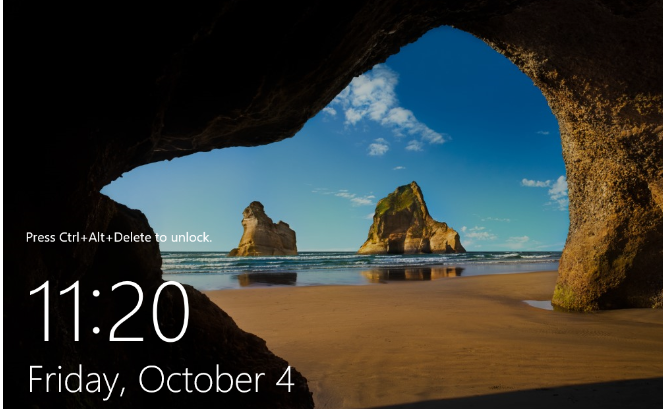 Press Ctrl+Alt+Delete to unlock.
11:20
Friday, October 4